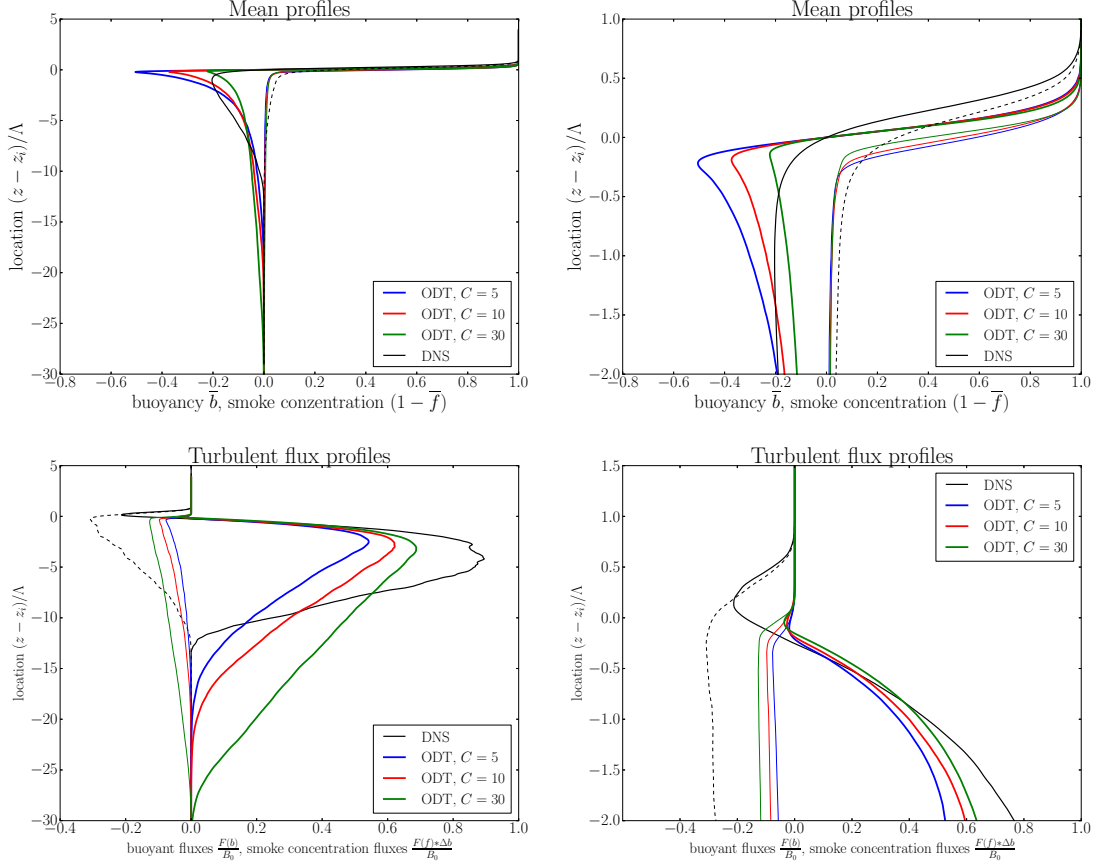 Mean profiles
5
0
−5
−10
−15
−20
−25
−30
−0.8 −0.6 −0.4 −0.2 0.0 0.2 0.4 0.6 0.8 1.0
location (z − z_i)/Λ
buoyancy b̅, smoke conzentration (1 − f̅)
ODT, C = 5
ODT, C = 10
ODT, C = 30
DNS
Mean profiles
1.0
0.5
0.0
−0.5
−1.0
−1.5
−2.0
−0.8 −0.6 −0.4 −0.2 0.0 0.2 0.4 0.6 0.8 1.0
location (z − z_i)/Λ
buoyancy b̅, smoke concentration (1 − f̅)
ODT, C = 5
ODT, C = 10
ODT, C = 30
DNS
Turbulent flux profiles
5
0
−5
−10
−15
−20
−25
−30
−0.4 −0.2 0.0 0.2 0.4 0.6 0.8 1.0
location (z − z_i)/Λ
buoyant fluxes F(b)/B_0, smoke concentration fluxes F(f)*Δb/B_0
DNS
ODT, C = 5
ODT, C = 10
ODT, C = 30
Turbulent flux profiles
1.5
1.0
0.5
0.0
−0.5
−1.0
−1.5
−2.0
−0.4 −0.2 0.0 0.2 0.4 0.6 0.8 1.0
location (z − z_i)/Λ
buoyant fluxes F(b)/B_0, smoke concentration fluxes F(f)*Δb/B_0
DNS
ODT, C = 5
ODT, C = 10
ODT, C = 30